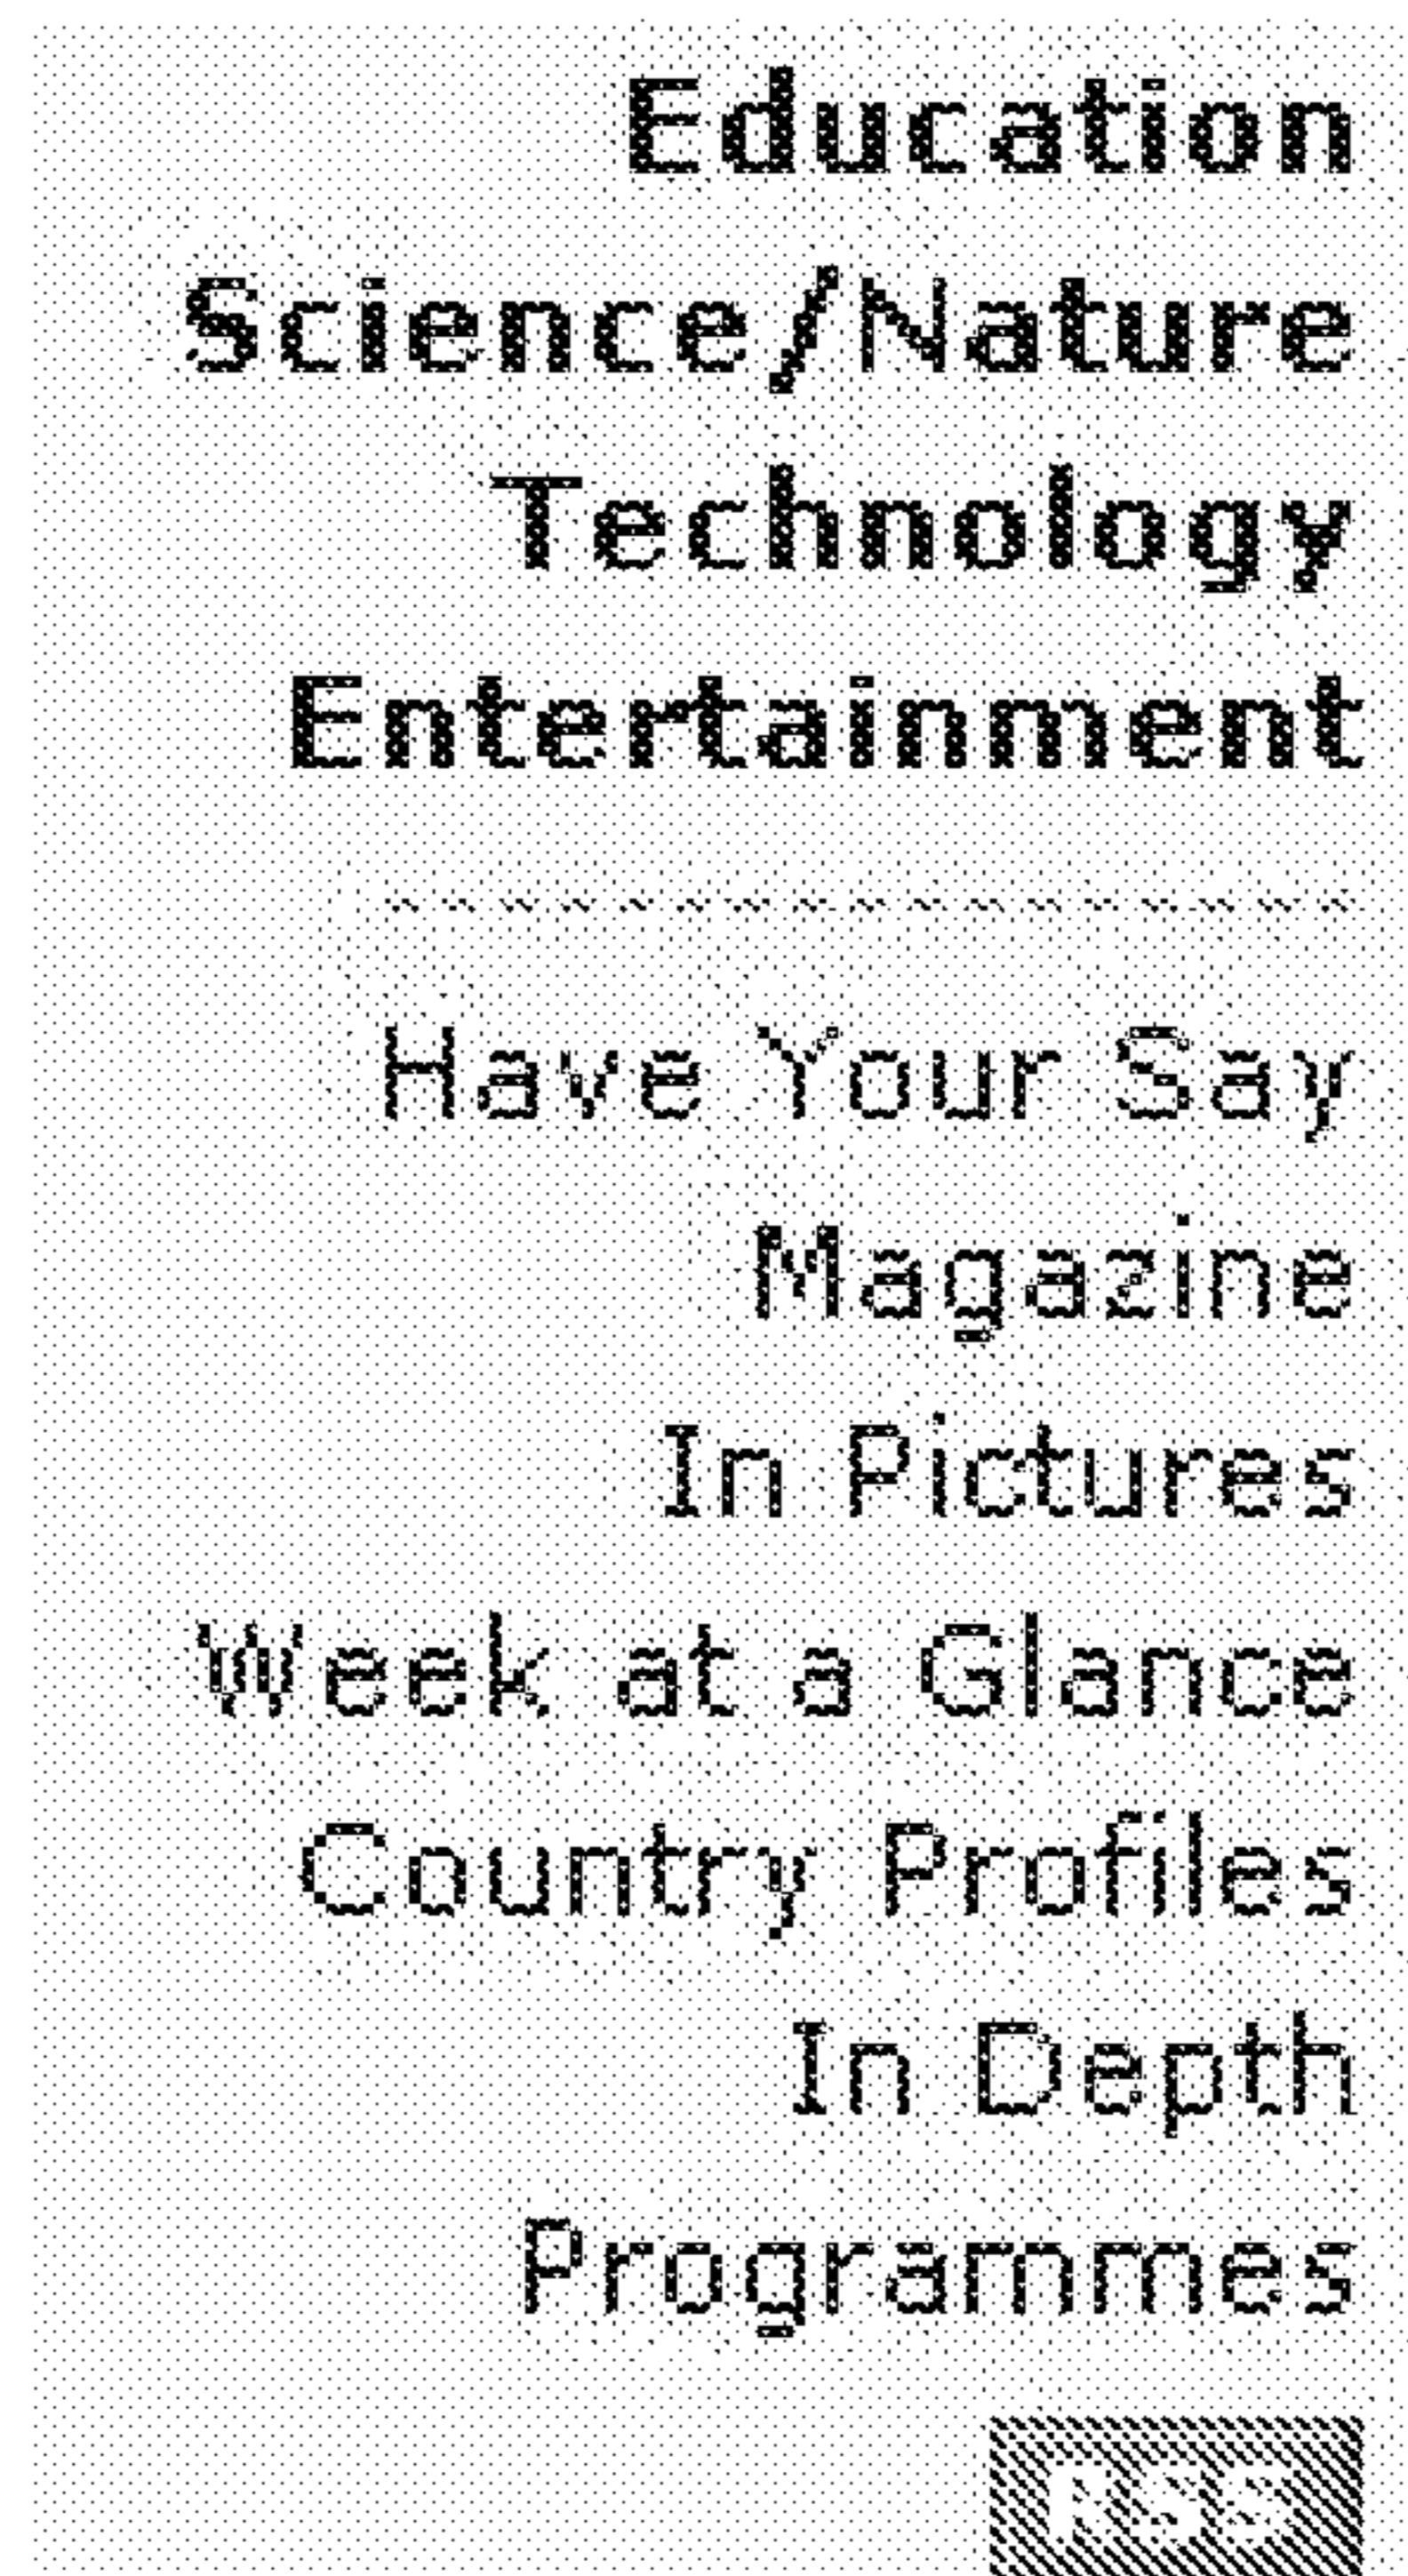 Education
Science/Nature
Technology
Entertainment
Have Your Say
Magazine
In Pictures
Week at a Glance
Country Profiles
In Depth
Programmes
RSS